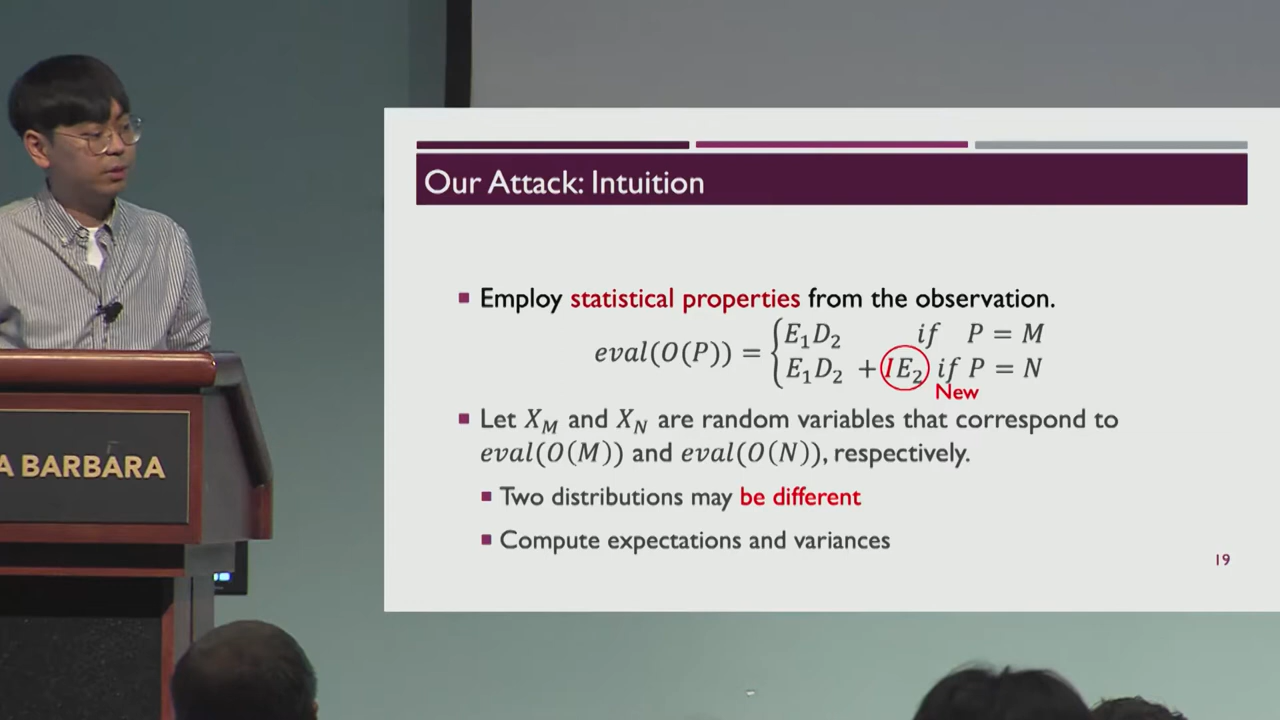 Our Attack: Intuition
▪ Employ statistical properties from the observation.
eval(O(P)) = { E₁D₂ if P = M
E₁D₂ + IE₂ if P = N
New
▪ Let X_M and X_N are random variables that correspond to
eval(O(M)) and eval(O(N)), respectively.
▪ Two distributions may be different
▪ Compute expectations and variances
19
A BARBARA